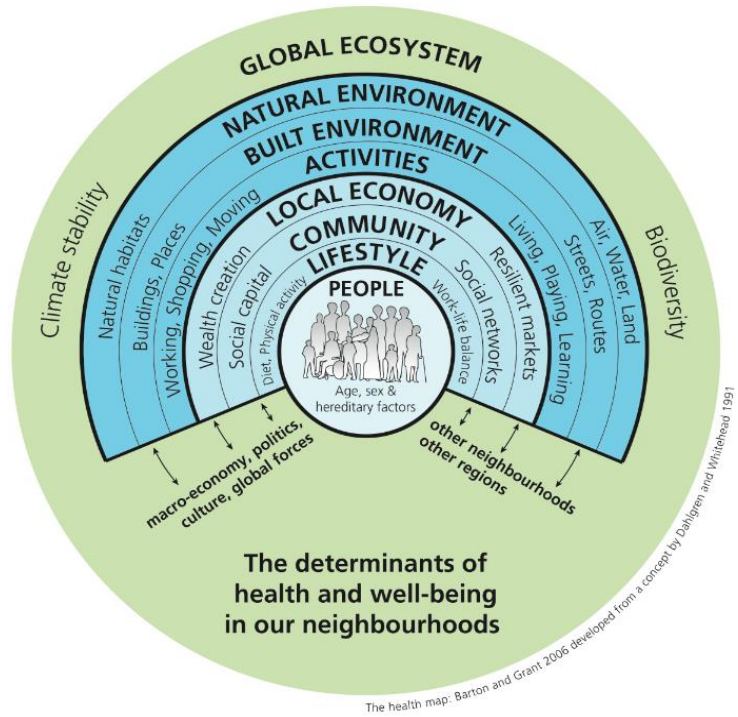 GLOBAL ECOSYSTEM
NATURAL ENVIRONMENT
BUILT ENVIRONMENT
ACTIVITIES
LOCAL ECONOMY
COMMUNITY
LIFESTYLE
PEOPLE
Age, sex &
hereditary factors
Climate stability
Natural habitats
Buildings, Places
Working, Shopping, Moving
Wealth creation
Social capital
Diet, Physical activity
Work-life balance
Social networks
Resilient markets
Living, Playing, Learning
Streets, Routes
Air, Water, Land
Biodiversity
macro-economy, politics,
culture, global forces
other neighbourhoods
other regions
The determinants of
health and well-being
in our neighbourhoods
The health map: Barton and Grant 2006 developed from a concept by Dahlgren and Whitehead 1991